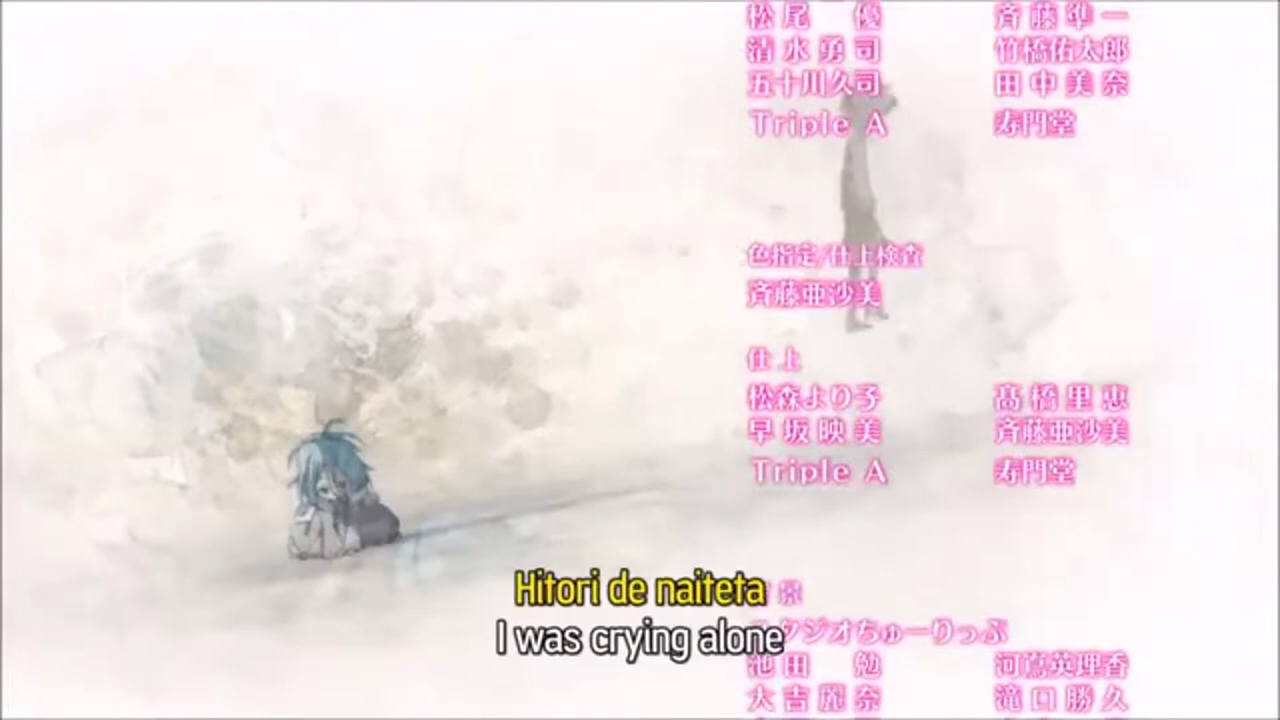 松尾 優 斉藤準一
清水勇司 竹橋佑太郎
五十川久司 田中美奈
Triple A 寿門堂
色指定/仕上検査
斉藤亜沙美
仕上
松森より子 髙橋里恵
早坂映美 斉藤亜沙美
Triple A 寿門堂
Hitori de naiteta
景
タジオちゅーりっぷ
I was crying alone
池田 勉 河嶌英理香
大吉麗奈 滝口勝久